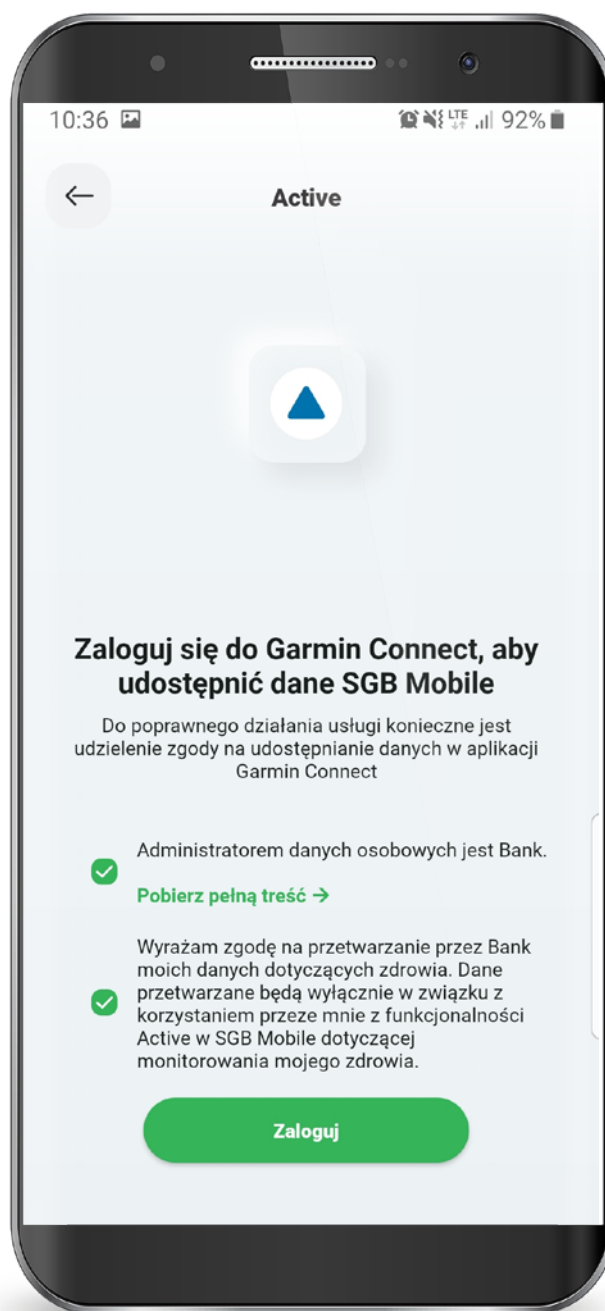 10:36 LTE 92%
Active
Zaloguj się do Garmin Connect, aby
udostępnić dane SGB Mobile
Do poprawnego działania usługi konieczne jest
udzielenie zgody na udostępnianie danych w aplikacji
Garmin Connect
Administratorem danych osobowych jest Bank.
Pobierz pełną treść →
Wyrażam zgodę na przetwarzanie przez Bank
moich danych dotyczących zdrowia. Dane
przetwarzane będą wyłącznie w związku z
korzystaniem przeze mnie z funkcjonalności
Active w SGB Mobile dotyczącej
monitorowania mojego zdrowia.
Zaloguj